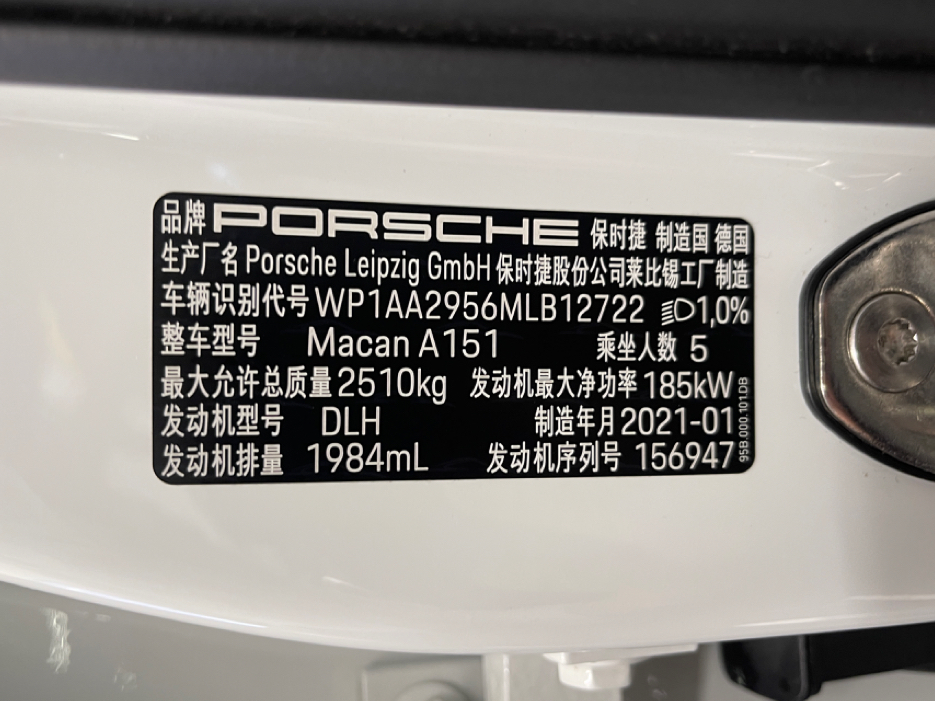 品牌 PORSCHE 保时捷 制造国 德国
生产厂名 Porsche Leipzig GmbH 保时捷股份公司莱比锡工厂制造
车辆识别代号 WP1AA2956MLB12722 1,0%
整车型号 Macan A151 乘坐人数 5
最大允许总质量 2510kg 发动机最大净功率 185kW
发动机型号 DLH 制造年月 2021-01
发动机排量 1984mL 发动机序列号 156947
95B.000.101.DB